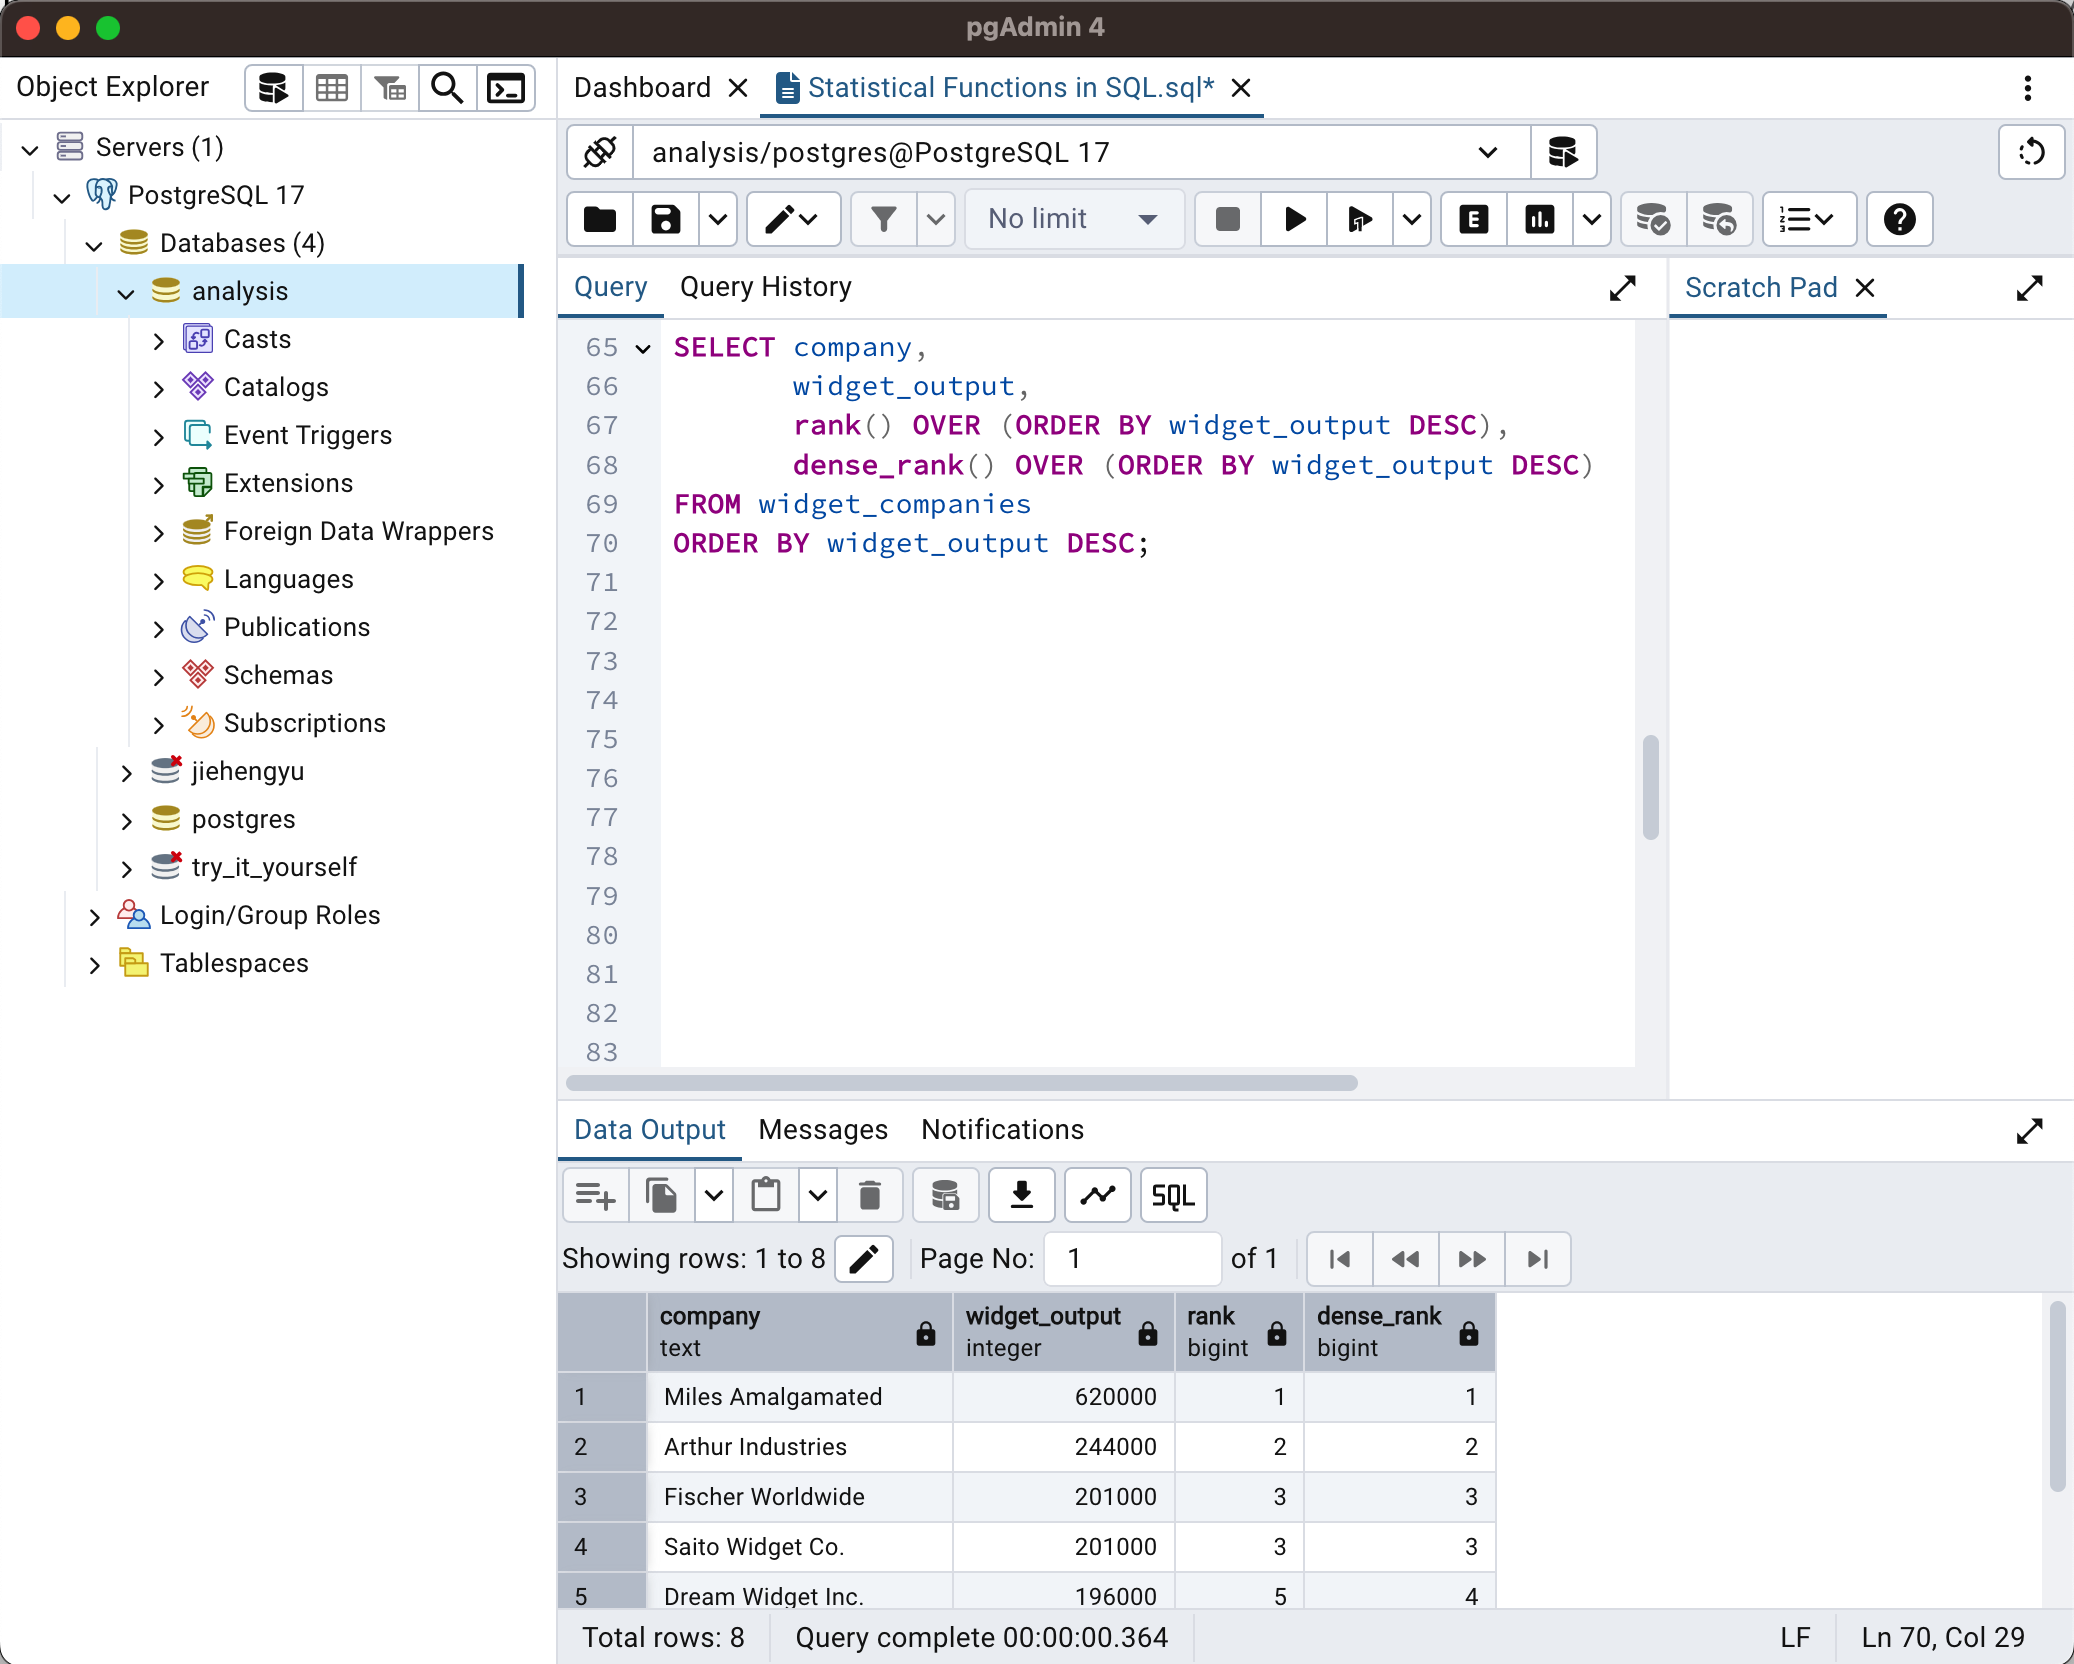 pgAdmin 4
Object Explorer
Dashboard
Statistical Functions in SQL.sql*
Servers (1)
PostgreSQL 17
Databases (4)
analysis
Casts
Catalogs
Event Triggers
Extensions
Foreign Data Wrappers
Languages
Publications
Schemas
Subscriptions
jiehengyu
postgres
try_it_yourself
Login/Group Roles
Tablespaces
analysis/postgres@PostgreSQL 17
No limit
E
Query Query History
Scratch Pad
65 SELECT company,
66 widget_output,
67 rank() OVER (ORDER BY widget_output DESC),
68 dense_rank() OVER (ORDER BY widget_output DESC)
69 FROM widget_companies
70 ORDER BY widget_output DESC;
71
72
73
74
75
76
77
78
79
80
81
82
83
Data Output Messages Notifications
SQL
Showing rows: 1 to 8 Page No: 1 of 1
company widget_output rank dense_rank
text integer bigint bigint
1 Miles Amalgamated 620000 1 1
2 Arthur Industries 244000 2 2
3 Fischer Worldwide 201000 3 3
4 Saito Widget Co. 201000 3 3
5 Dream Widget Inc. 196000 5 4
Total rows: 8 Query complete 00:00:00.364 LF Ln 70, Col 29